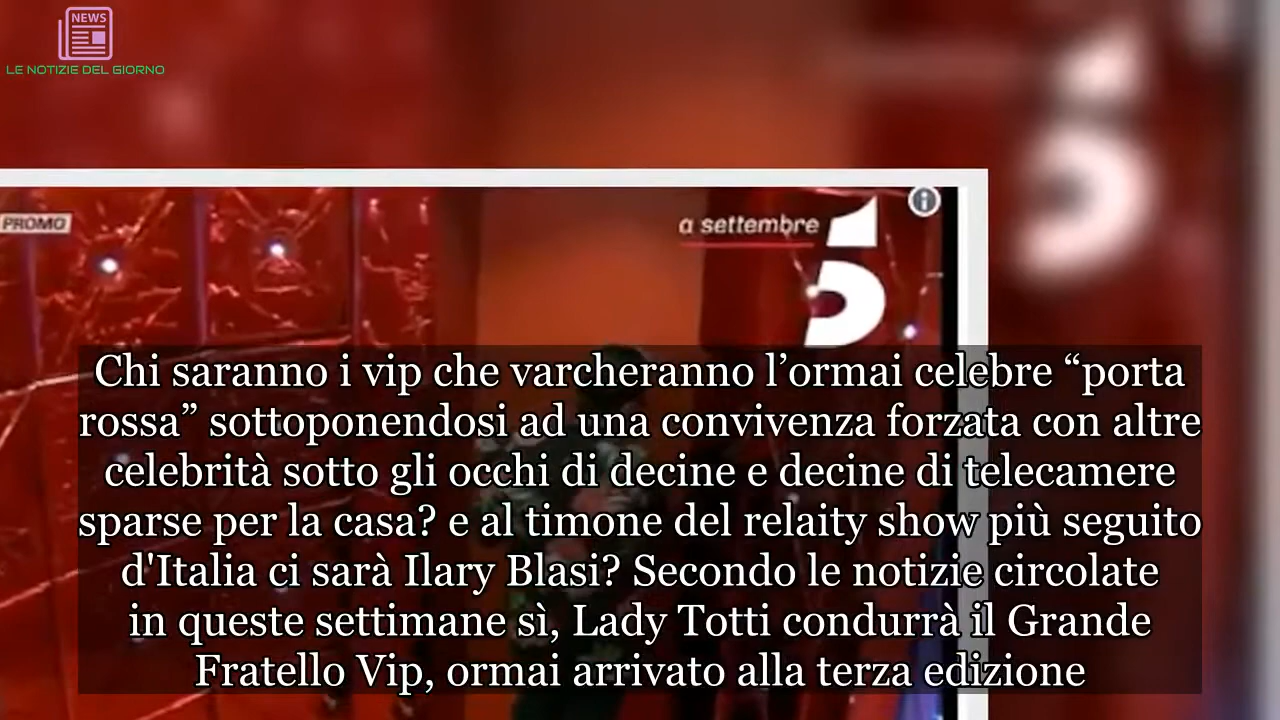 NEWS
LE NOTIZIE DEL GIORNO
PROMO
a settembre
5
Chi saranno i vip che varcheranno l’ormai celebre “porta
rossa” sottoponendosi ad una convivenza forzata con altre
celebrità sotto gli occhi di decine e decine di telecamere
sparse per la casa? e al timone del relaity show più seguito
d'Italia ci sarà Ilary Blasi? Secondo le notizie circolate
in queste settimane sì, Lady Totti condurrà il Grande
Fratello Vip, ormai arrivato alla terza edizione